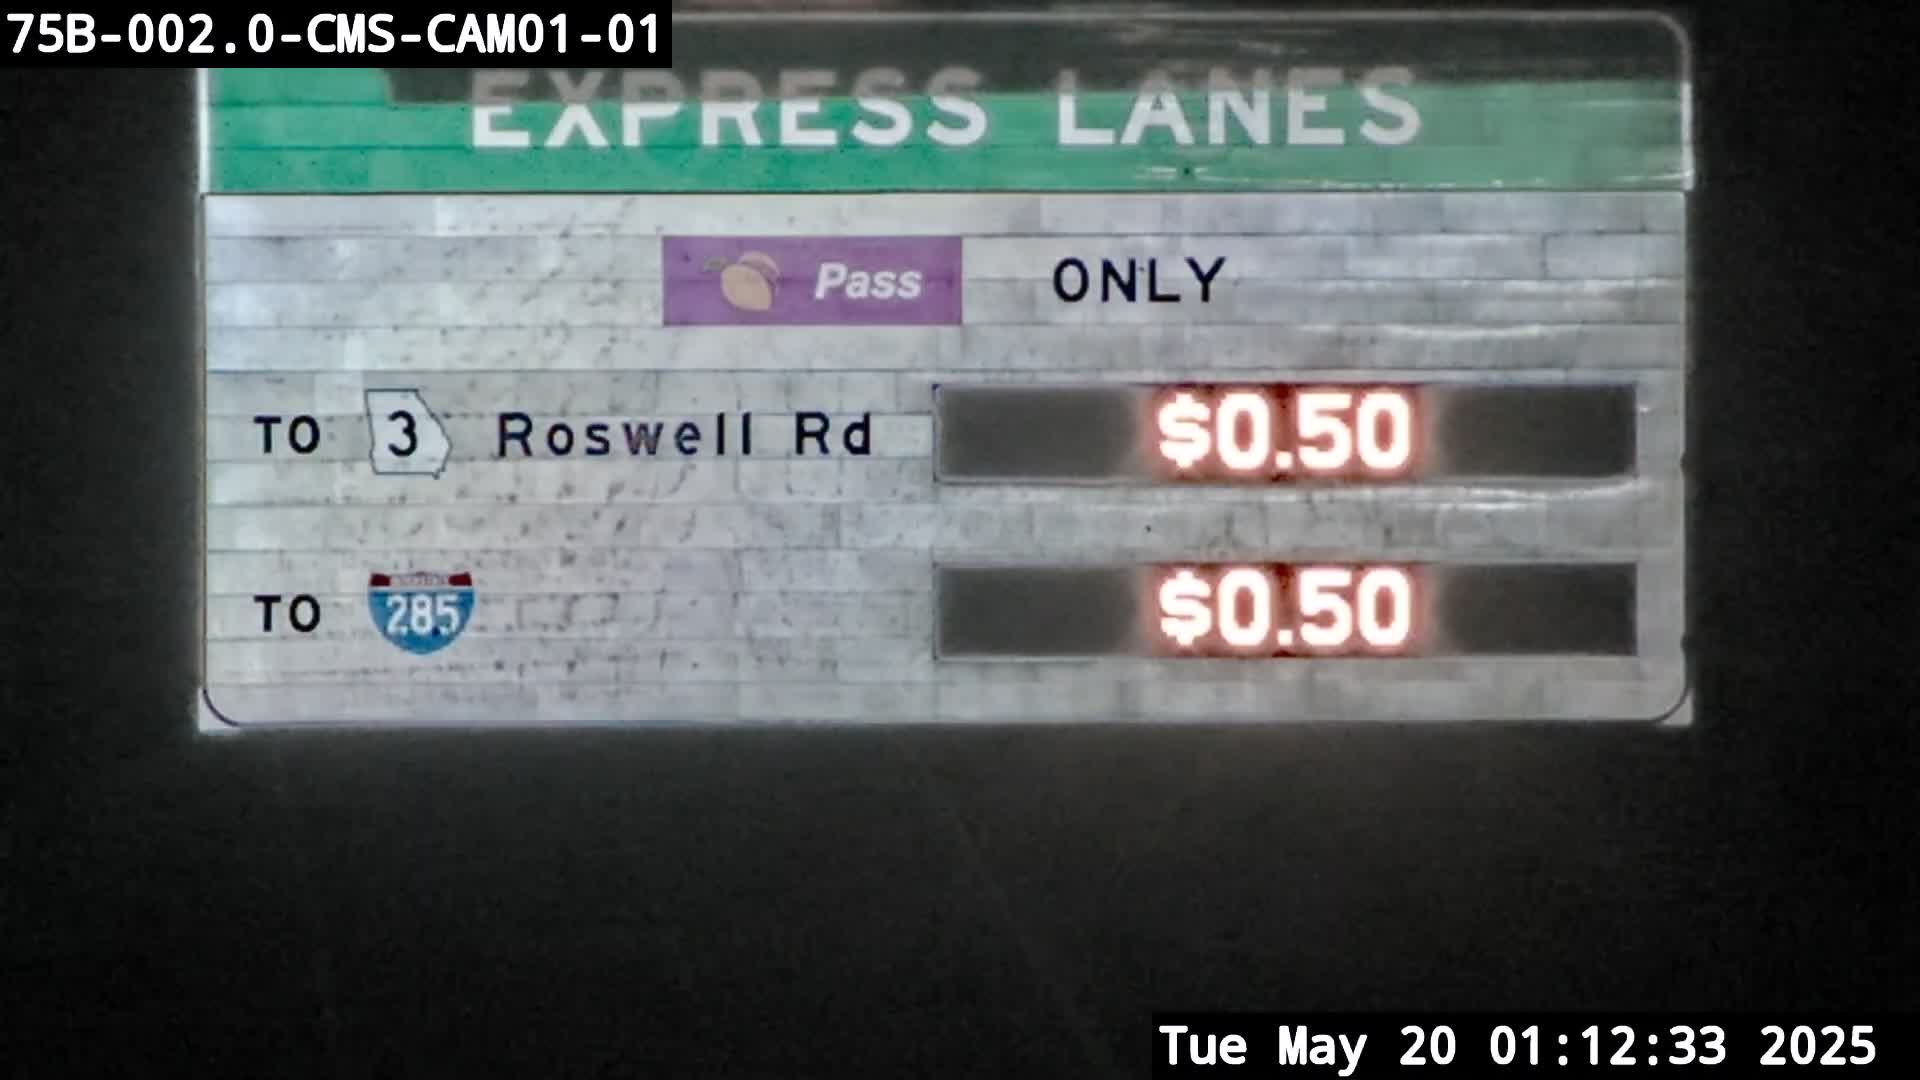 75B-002.0-CMS-CAM01-01
EXPRESS LANES
Pass ONLY
TO 3 Roswell Rd $0.50
TO 285 $0.50
Tue May 20 01:12:33 2025